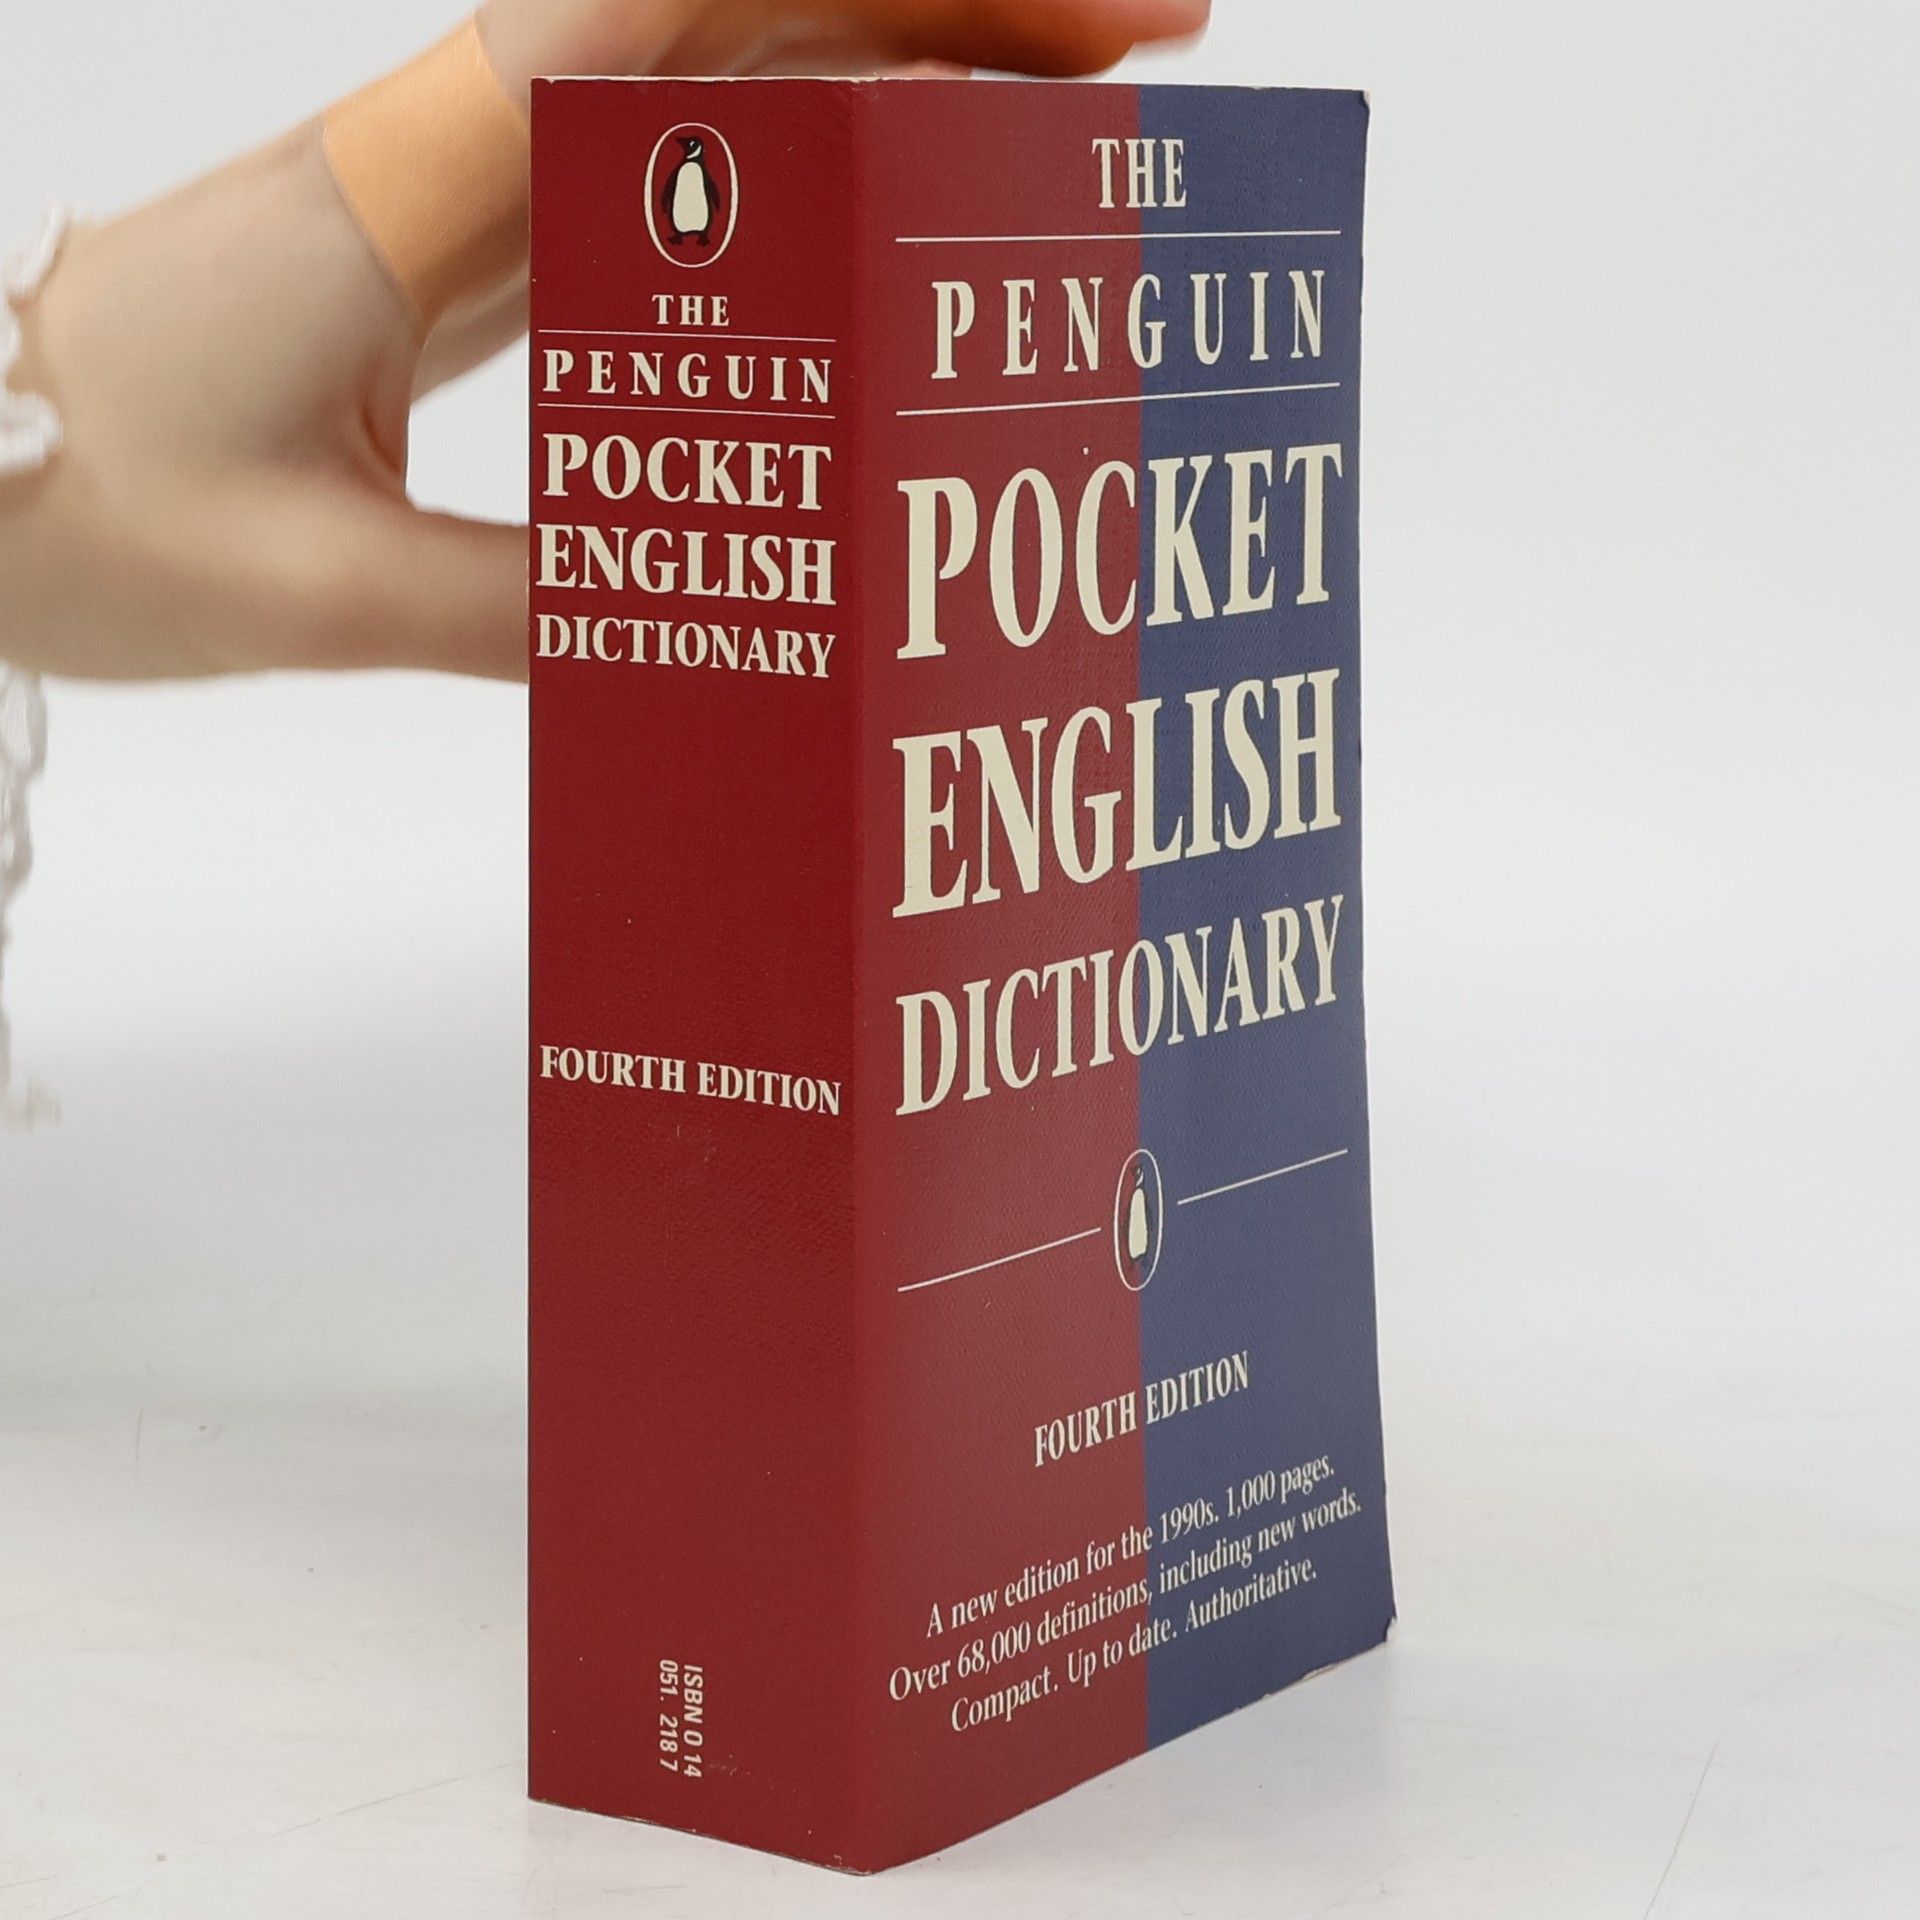 THE
PENGUIN
POCKET
ENGLISH
DICTIONARY
FOURTH EDITION
ISBN 0 14
051. 218 7
THE
PENGUIN
POCKET
ENGLISH
DICTIONARY
FOURTH EDITION
A new edition for the 1990s. 1,000 pages.
Over 68,000 definitions, including new words.
Compact. Up to date. Authoritative.